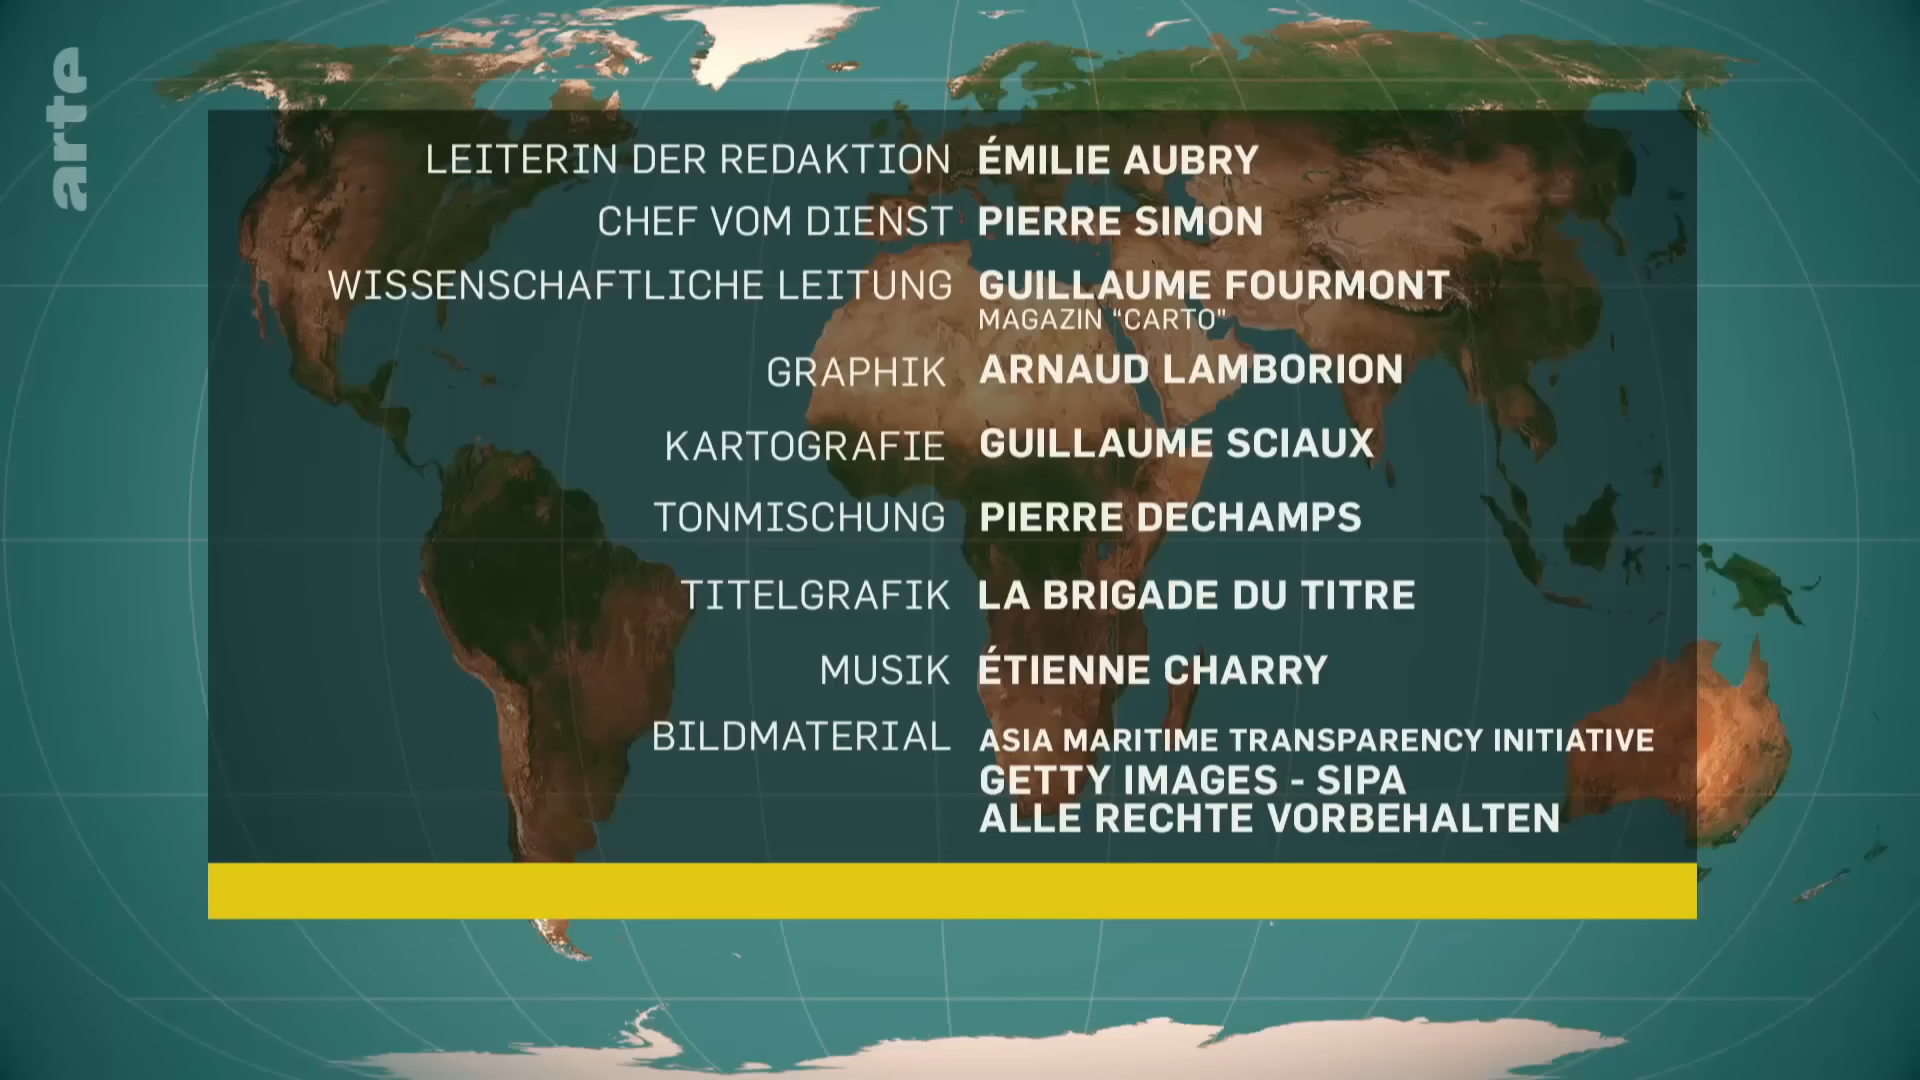 arte
LEITERIN DER REDAKTION ÉMILIE AUBRY
CHEF VOM DIENST PIERRE SIMON
WISSENSCHAFTLICHE LEITUNG GUILLAUME FOURMONT
MAGAZIN “CARTO”
GRAPHIK ARNAUD LAMBORION
KARTOGRAFIE GUILLAUME SCIAUX
TONMISCHUNG PIERRE DECHAMPS
TITELGRAFIK LA BRIGADE DU TITRE
MUSIK ÉTIENNE CHARRY
BILDMATERIAL ASIA MARITIME TRANSPARENCY INITIATIVE
GETTY IMAGES - SIPA
ALLE RECHTE VORBEHALTEN